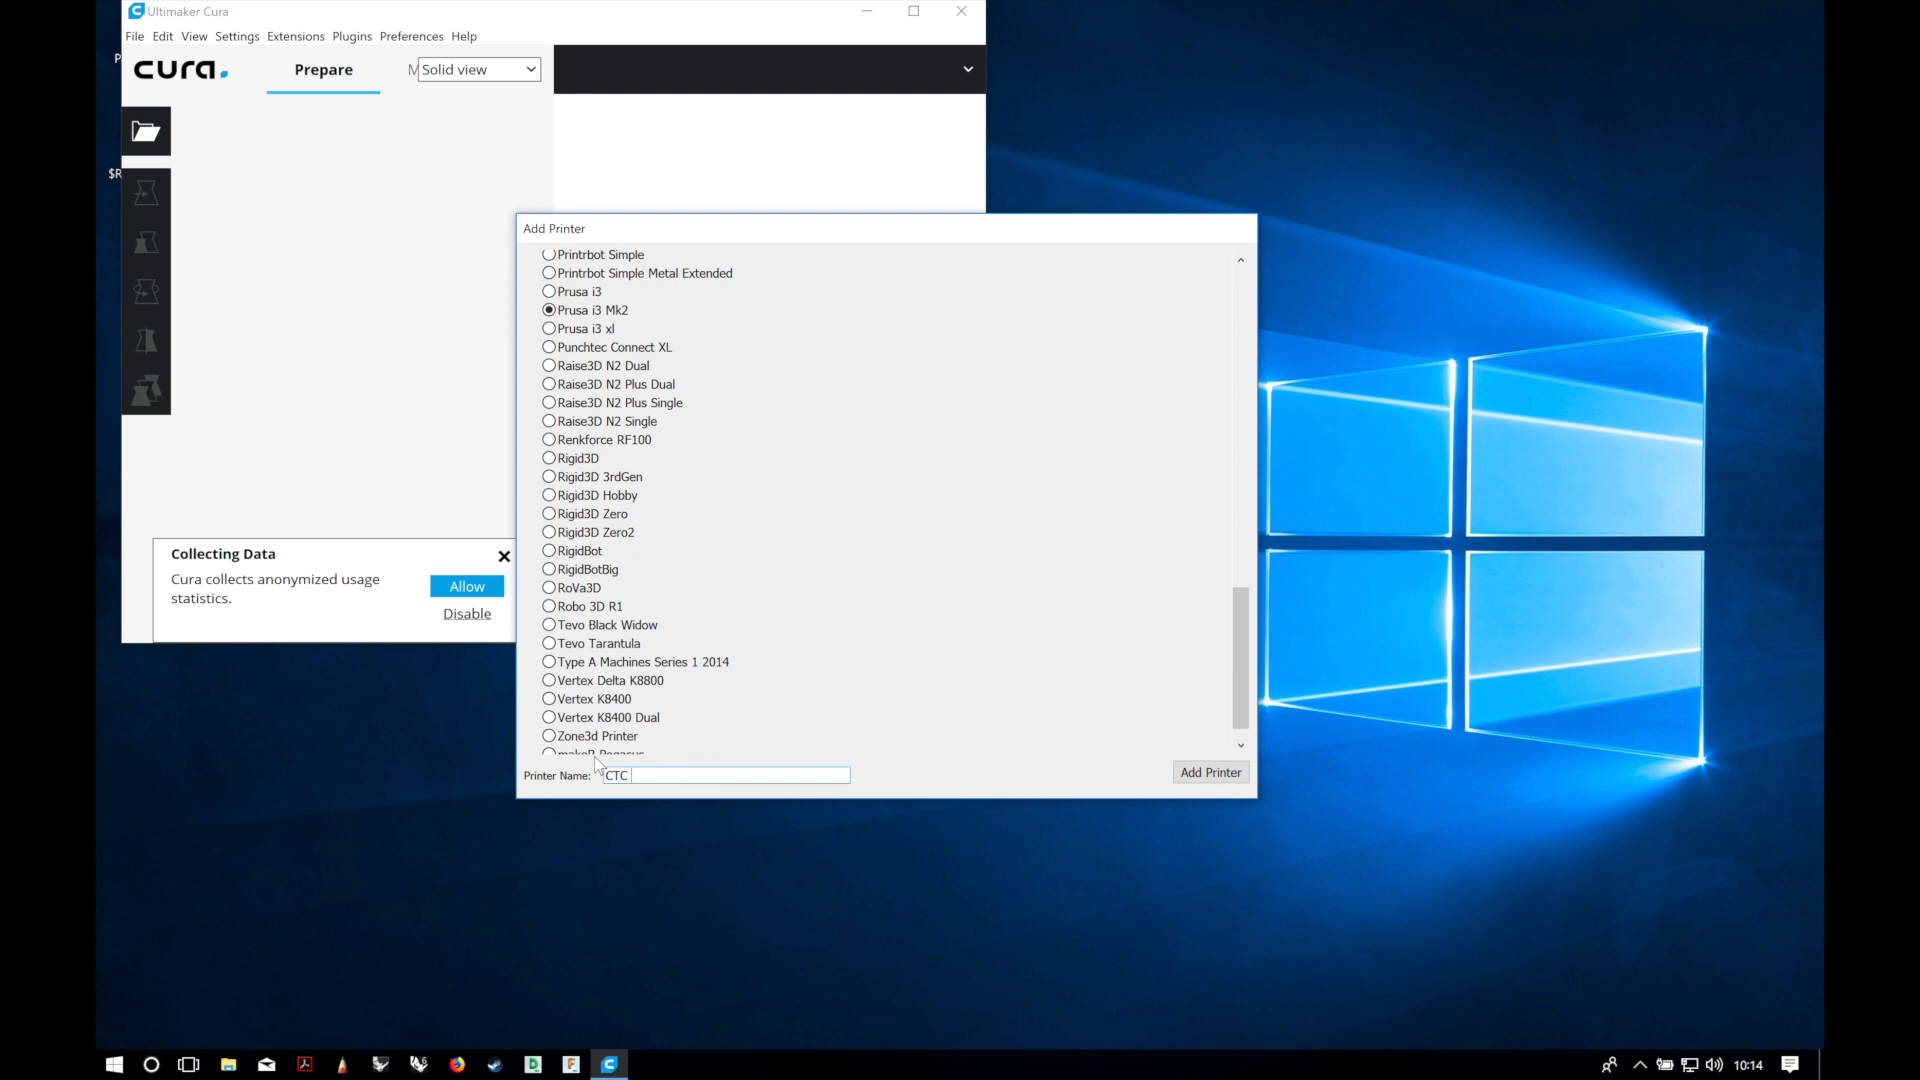 Ultimaker Cura
File Edit View Settings Extensions Plugins Preferences Help
P
cura.
Prepare
M
Solid view
$R
Add Printer
Printrbot Simple
Printrbot Simple Metal Extended
Prusa i3
Prusa i3 Mk2
Prusa i3 xl
Punchtec Connect XL
Raise3D N2 Dual
Raise3D N2 Plus Dual
Raise3D N2 Plus Single
Raise3D N2 Single
Renkforce RF100
Rigid3D
Rigid3D 3rdGen
Rigid3D Hobby
Rigid3D Zero
Rigid3D Zero2
RigidBot
RigidBotBig
RoVa3D
Robo 3D R1
Tevo Black Widow
Tevo Tarantula
Type A Machines Series 1 2014
Vertex Delta K8800
Vertex K8400
Vertex K8400 Dual
Zone3d Printer
makeR Pegasus
Printer Name:
CTC
Add Printer
Collecting Data
Cura collects anonymized usage
statistics.
Allow
Disable
10:14